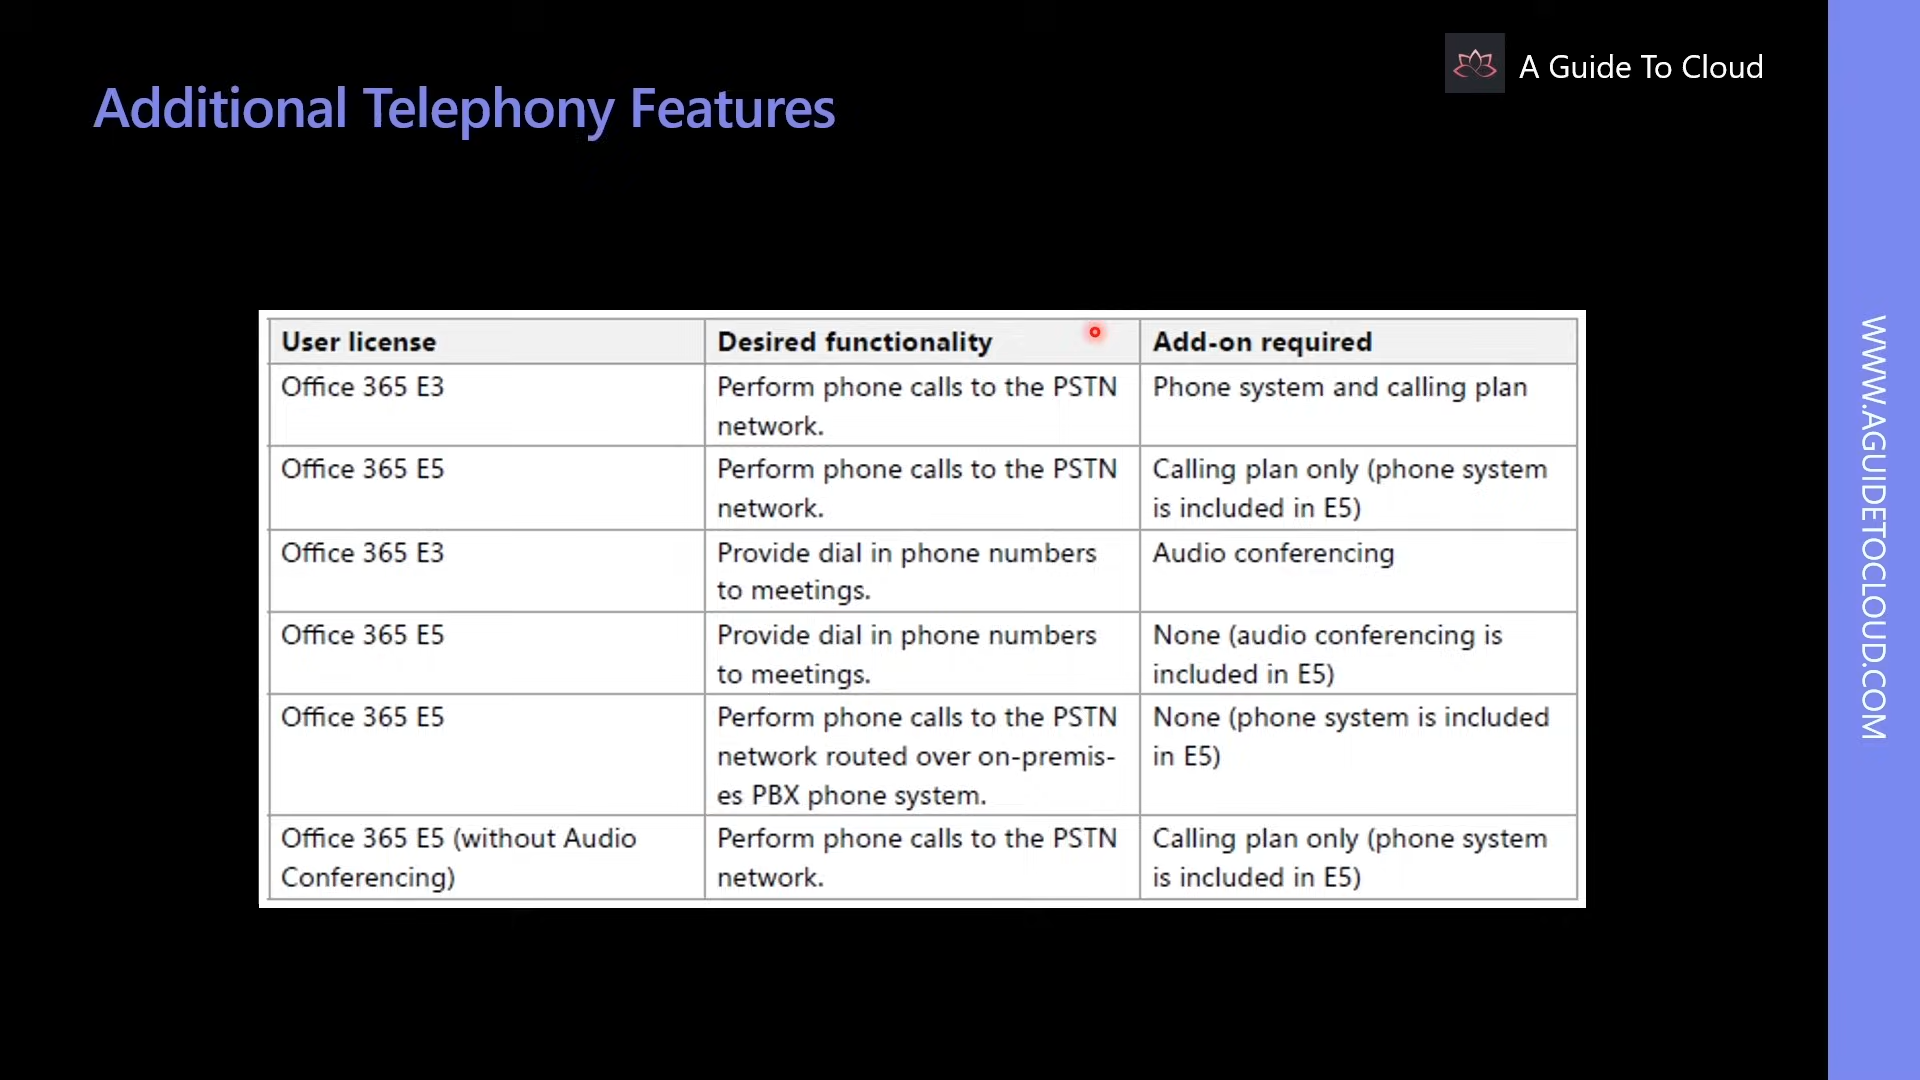 A Guide To Cloud
Additional Telephony Features
User license
Desired functionality
Add-on required
Office 365 E3
Perform phone calls to the PSTN
network.
Phone system and calling plan
Office 365 E5
Perform phone calls to the PSTN
network.
Calling plan only (phone system
is included in E5)
Office 365 E3
Provide dial in phone numbers
to meetings.
Audio conferencing
Office 365 E5
Provide dial in phone numbers
to meetings.
None (audio conferencing is
included in E5)
Office 365 E5
Perform phone calls to the PSTN
network routed over on-premis-
es PBX phone system.
None (phone system is included
in E5)
Office 365 E5 (without Audio
Conferencing)
Perform phone calls to the PSTN
network.
Calling plan only (phone system
is included in E5)
WWW.AGUIDETOCLOUD.COM